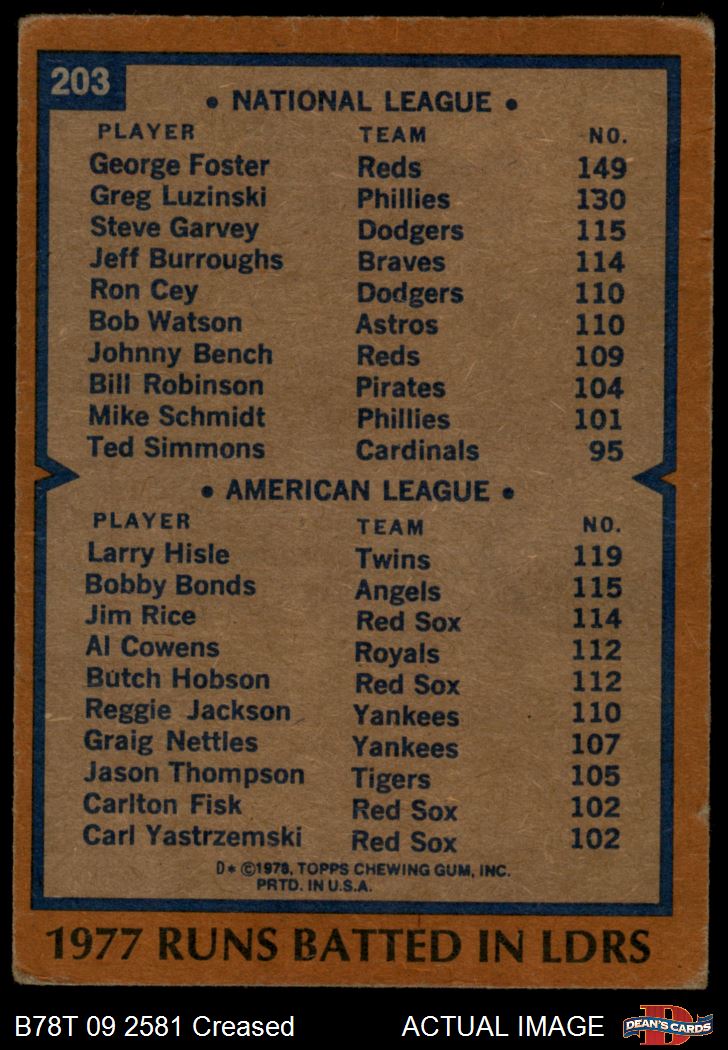 203
• NATIONAL LEAGUE •
PLAYER TEAM NO.
George Foster Reds 149
Greg Luzinski Phillies 130
Steve Garvey Dodgers 115
Jeff Burroughs Braves 114
Ron Cey Dodgers 110
Bob Watson Astros 110
Johnny Bench Reds 109
Bill Robinson Pirates 104
Mike Schmidt Phillies 101
Ted Simmons Cardinals 95
• AMERICAN LEAGUE •
PLAYER TEAM NO.
Larry Hisle Twins 119
Bobby Bonds Angels 115
Jim Rice Red Sox 114
Al Cowens Royals 112
Butch Hobson Red Sox 112
Reggie Jackson Yankees 110
Graig Nettles Yankees 107
Jason Thompson Tigers 105
Carlton Fisk Red Sox 102
Carl Yastrzemski Red Sox 102
D* ©1978, TOPPS CHEWING GUM, INC.
PRTD. IN U.S.A.
1977 RUNS BATTED IN LDRS
B78T 09 2581 Creased ACTUAL IMAGE
D
DEAN'S CARDS